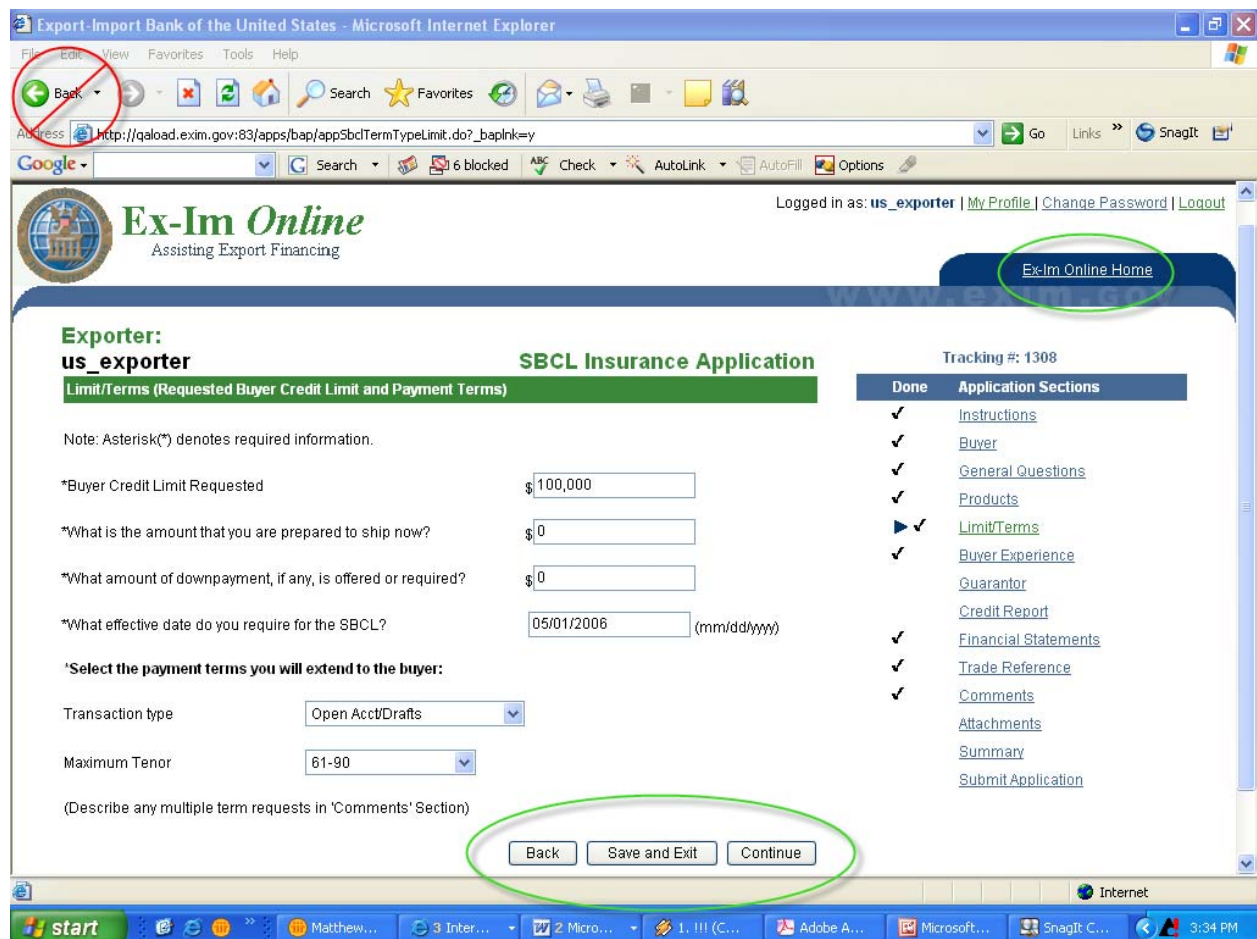 Export-Import Bank of the United States - Microsoft Internet Explorer
File Edit View Favorites Tools Help
Back Search Favorites
Address http://qaload.exim.gov:83/apps/bap/appSbclTermTypeLimit.do?_baplnk=y Go Links » SnagIt
Google Search 6 blocked ABC Check AutoLink AutoFill Options
Logged in as: us_exporter | My Profile | Change Password | Logout
Ex-Im Online
Assisting Export Financing
Ex-Im Online Home
www.exim.gov
Exporter:
us_exporter SBCL Insurance Application Tracking #: 1308
Limit/Terms (Requested Buyer Credit Limit and Payment Terms)
Note: Asterisk(*) denotes required information.
*Buyer Credit Limit Requested $ 100,000
*What is the amount that you are prepared to ship now? $ 0
*What amount of downpayment, if any, is offered or required? $ 0
*What effective date do you require for the SBCL? 05/01/2006 (mm/dd/yyyy)
*Select the payment terms you will extend to the buyer:
Transaction type Open Acct/Drafts
Maximum Tenor 61-90
(Describe any multiple term requests in 'Comments' Section)
Back Save and Exit Continue
Done Application Sections
Instructions
Buyer
General Questions
Products
Limit/Terms
Buyer Experience
Guarantor
Credit Report
Financial Statements
Trade Reference
Comments
Attachments
Summary
Submit Application
Internet
start » Matthew... 3 Inter... 2 Micro... 1. !!! (C... Adobe A... Microsoft... SnagIt C... 3:34 PM